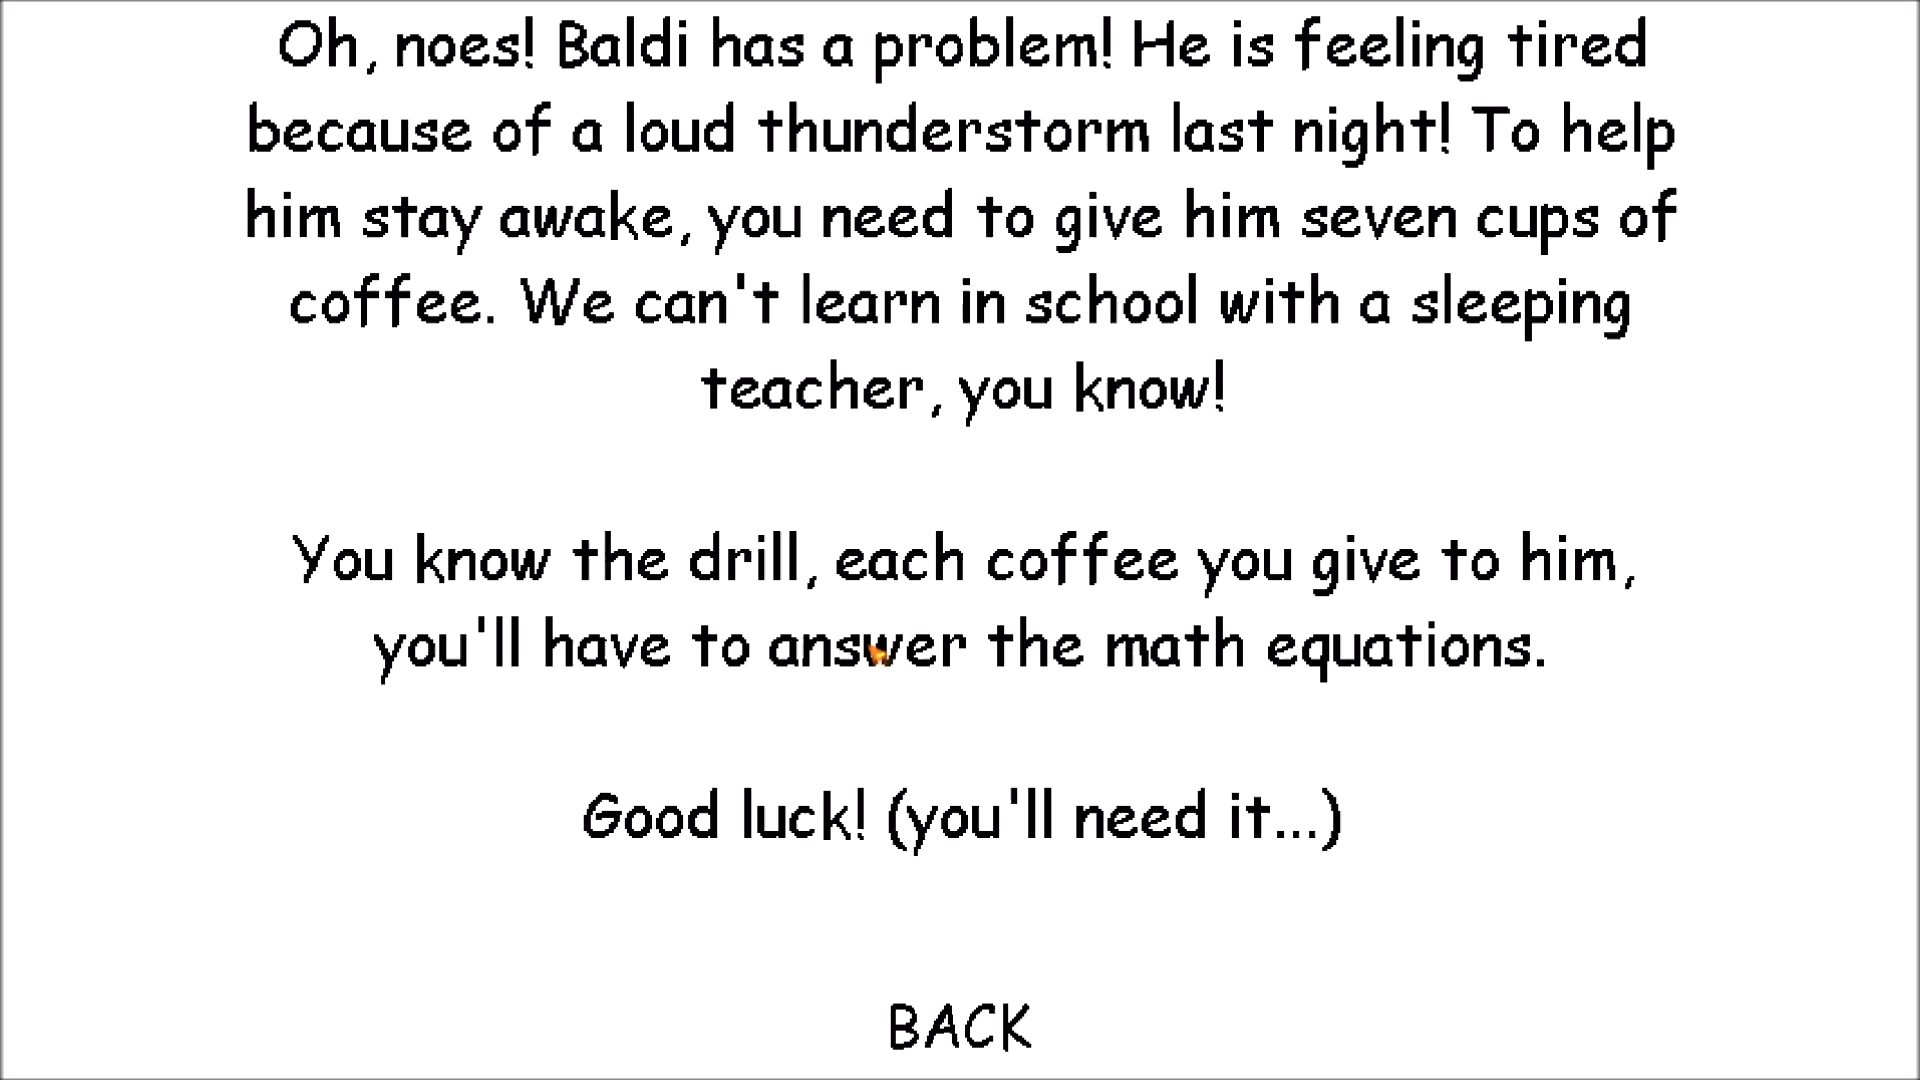 Oh, noes! Baldi has a problem! He is feeling tired
because of a loud thunderstorm last night! To help
him stay awake, you need to give him seven cups of
coffee. We can't learn in school with a sleeping
teacher, you know!
You know the drill, each coffee you give to him,
you'll have to answer the math equations.
Good luck! (you'll need it...)
BACK